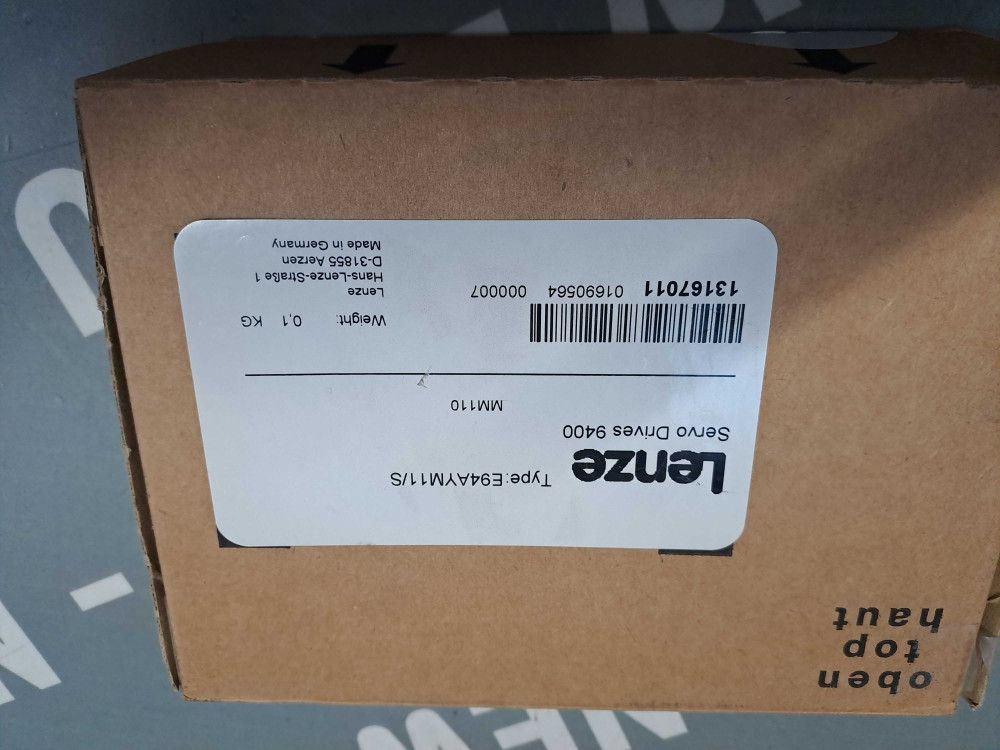 oben
top
haut
Lenze Type:E94AYM11/S
Servo Drives 9400
MM110
Weight: 0,1 KG
13167011 01690564 000007
Lenze
Hans-Lenze-Straße 1
D-31855 Aerzen
Made in Germany
NEW